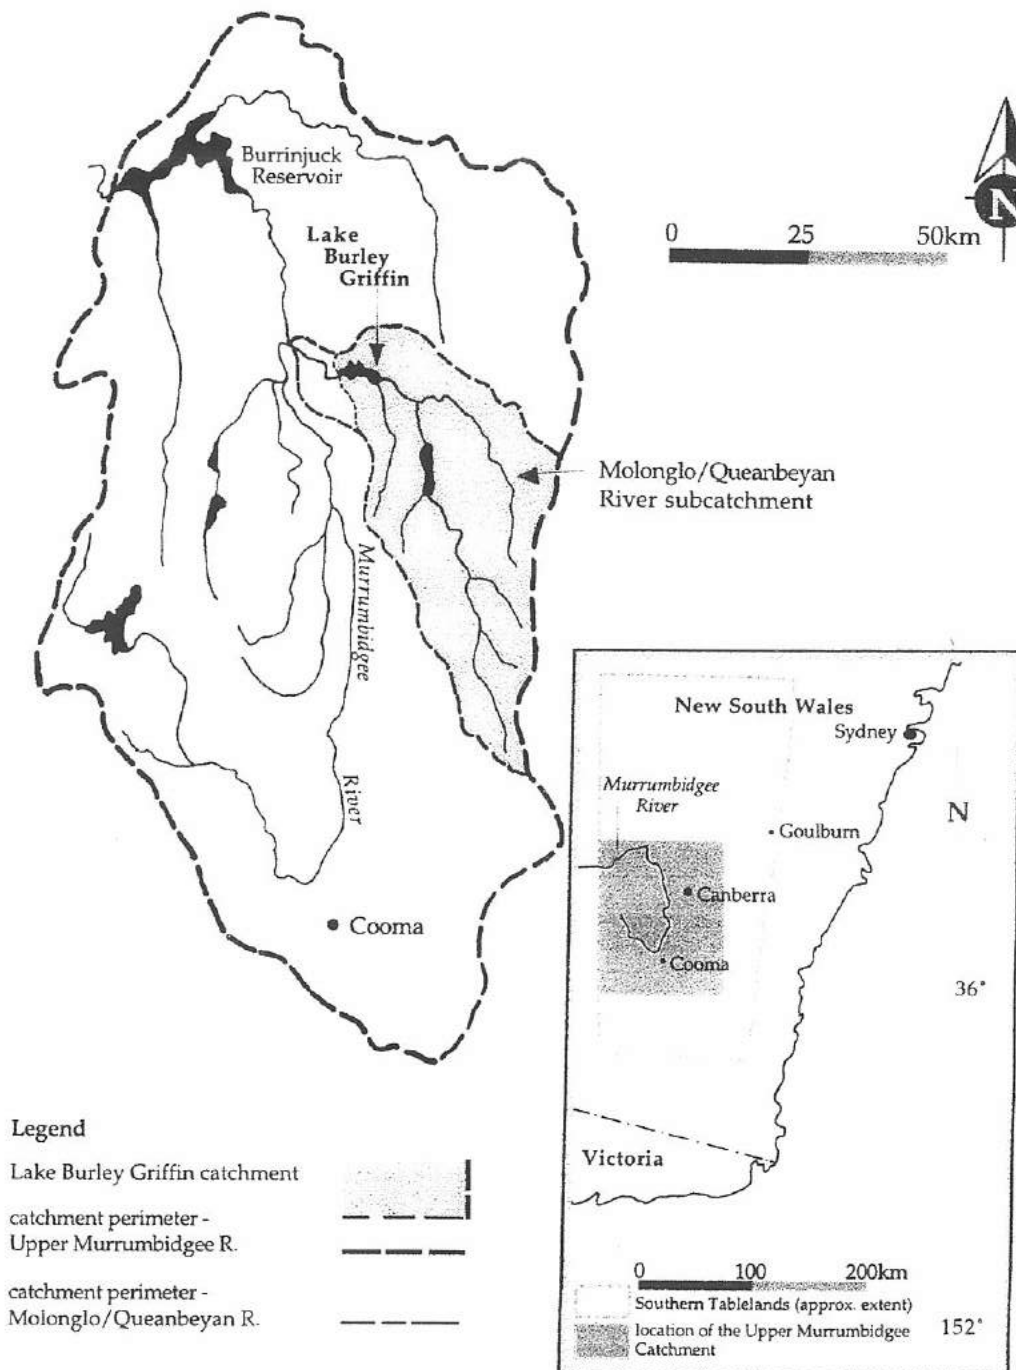 Burrinjuck
Reservoir
Lake
Burley
Griffin
N
0 25 50km
Molonglo/Queanbeyan
River subcatchment
Murrumbidgee
River
Cooma
New South Wales
Sydney
Murrumbidgee
River
N
Goulburn
Canberra
Cooma
36°
Victoria
0 100 200km
Southern Tablelands (approx. extent)
location of the Upper Murrumbidgee
Catchment
152°
Legend
Lake Burley Griffin catchment
catchment perimeter -
Upper Murrumbidgee R.
catchment perimeter -
Molonglo/Queanbeyan R.